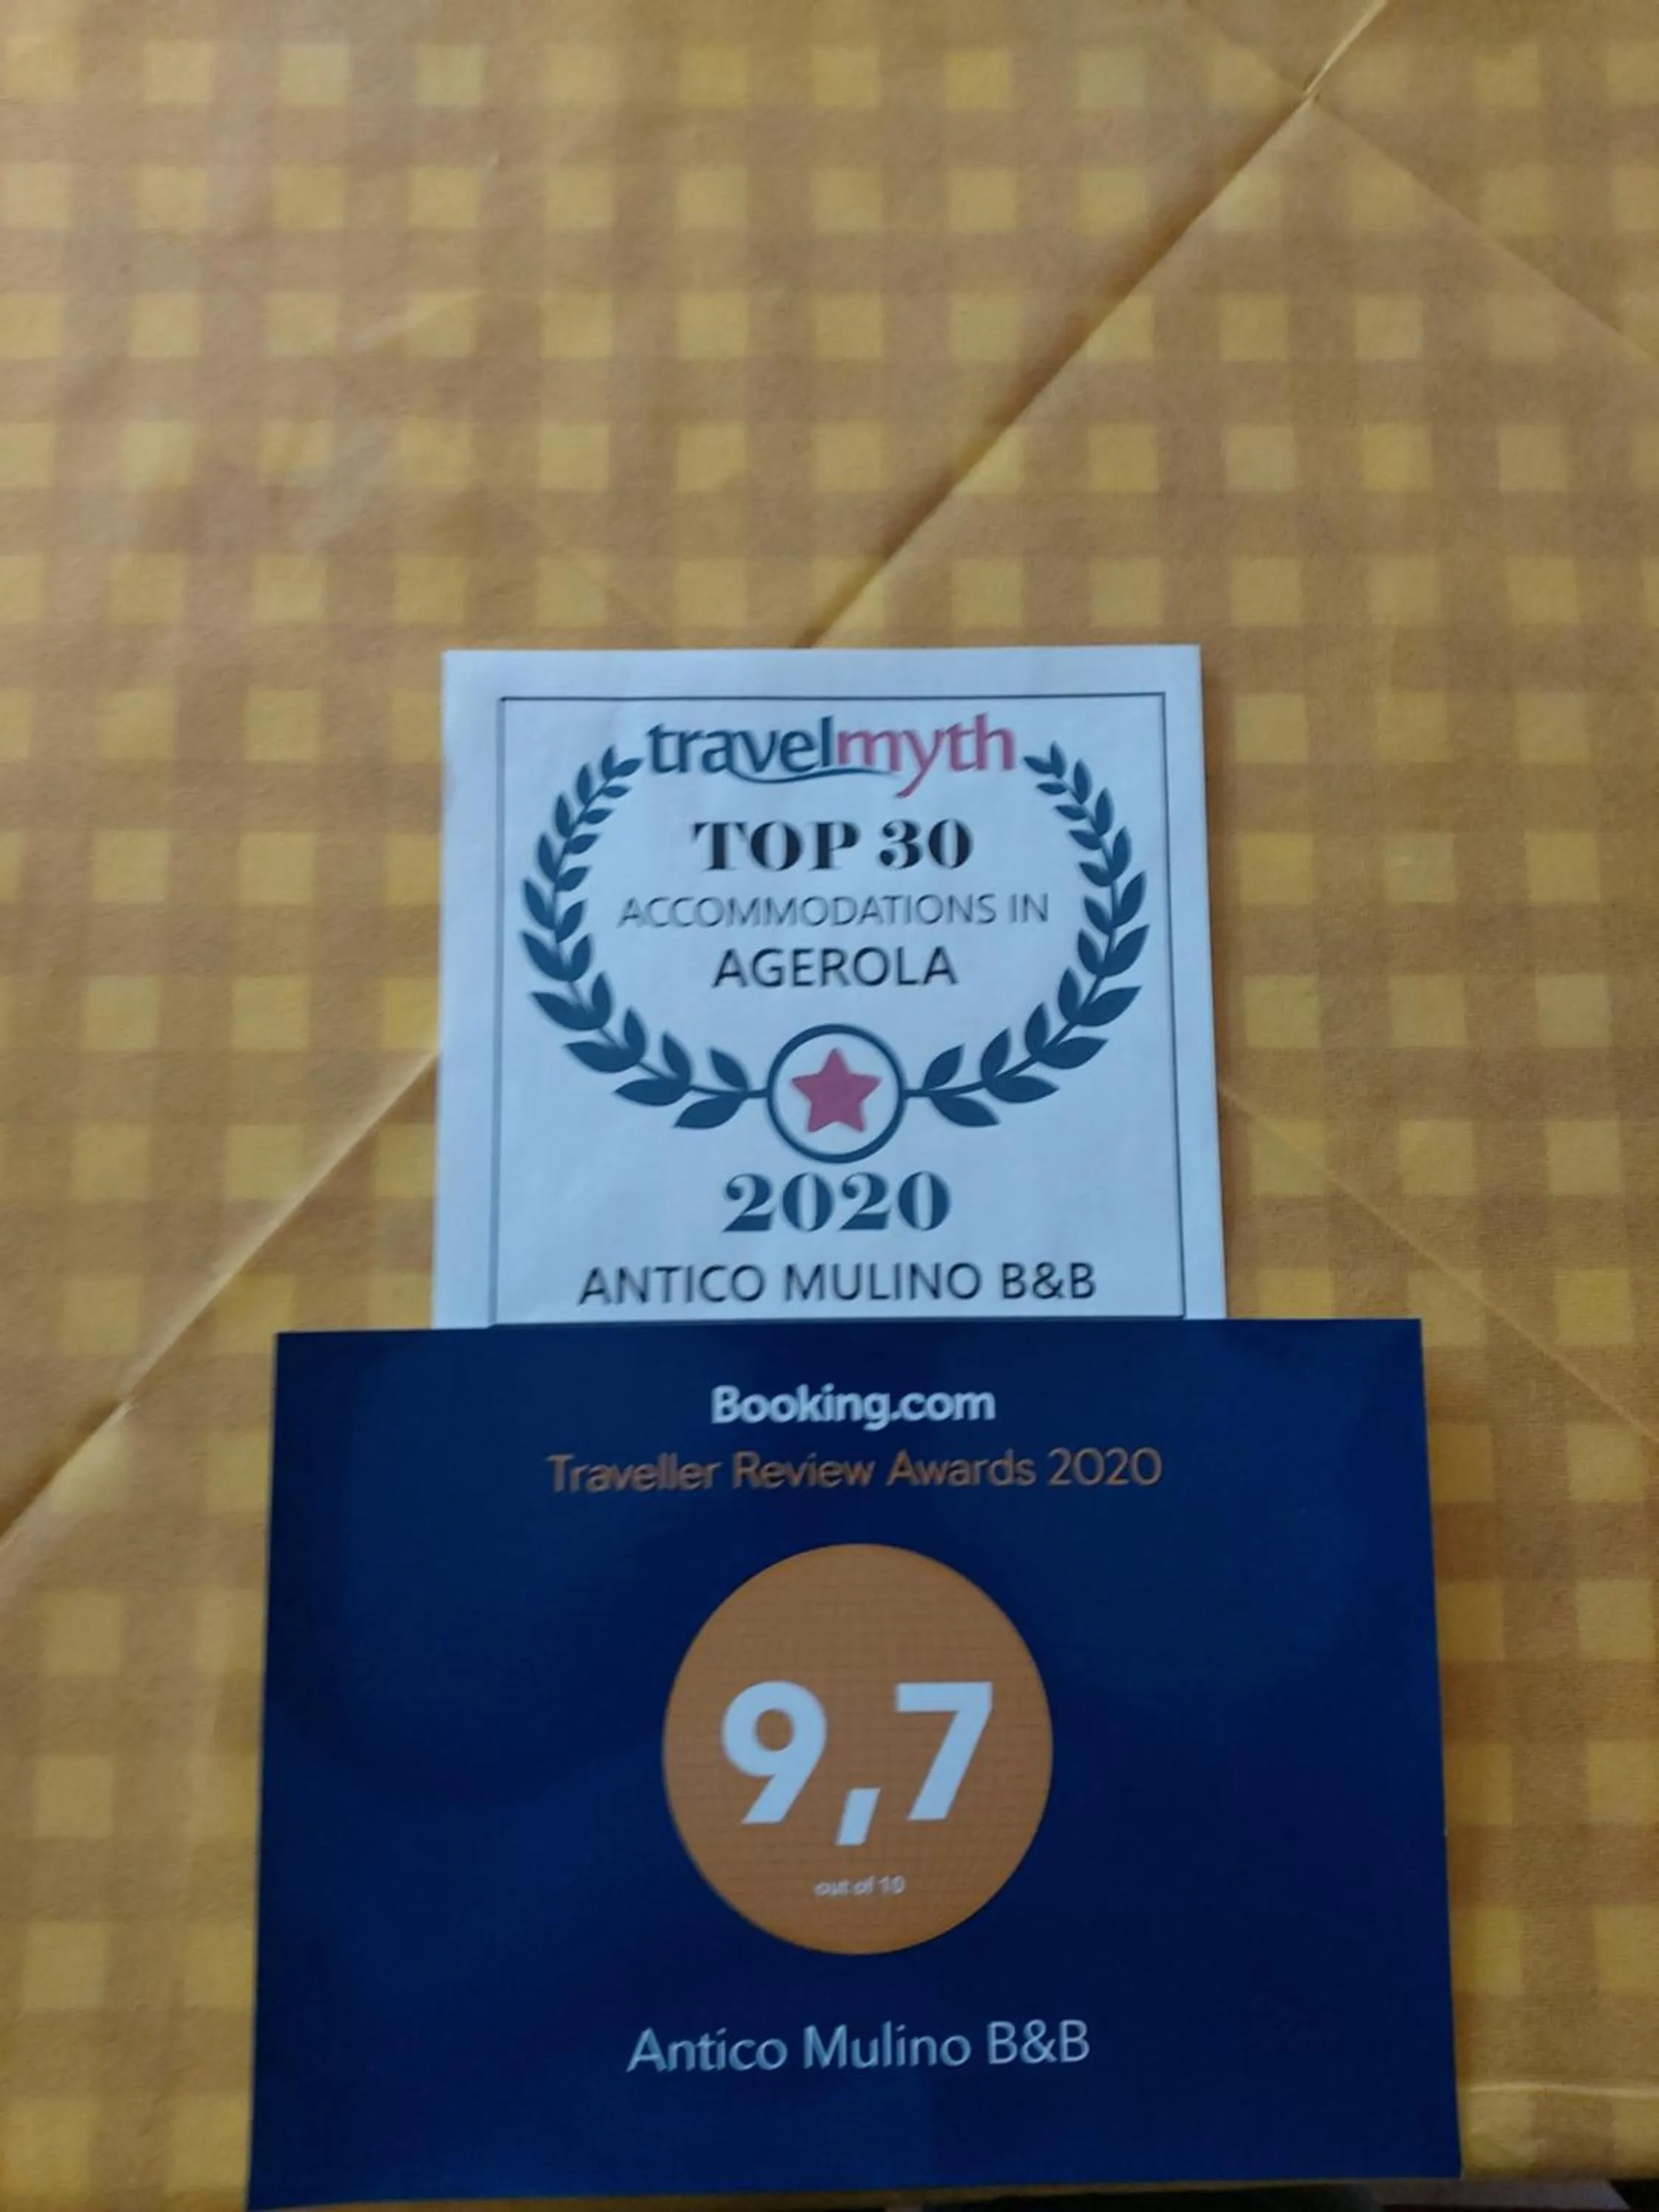 travelmyth
TOP 30
ACCOMMODATIONS IN
AGEROLA
2020
ANTICO MULINO B&B
Booking.com
Traveller Review Awards 2020
9,7
out of 10
Antico Mulino B&B